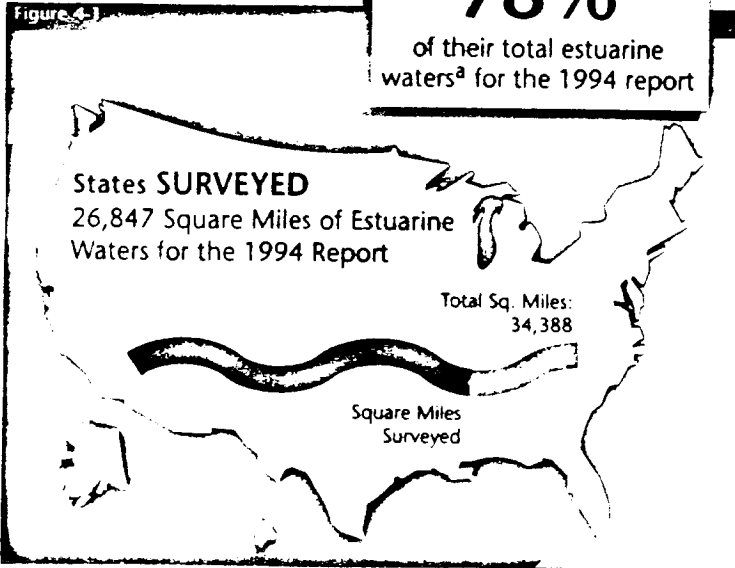 Figure 4-1
78%
of their total estuarine
waters^a for the 1994 report
States SURVEYED
26,847 Square Miles of Estuarine
Waters for the 1994 Report
Total Sq. Miles:
34,388
Square Miles
Surveyed